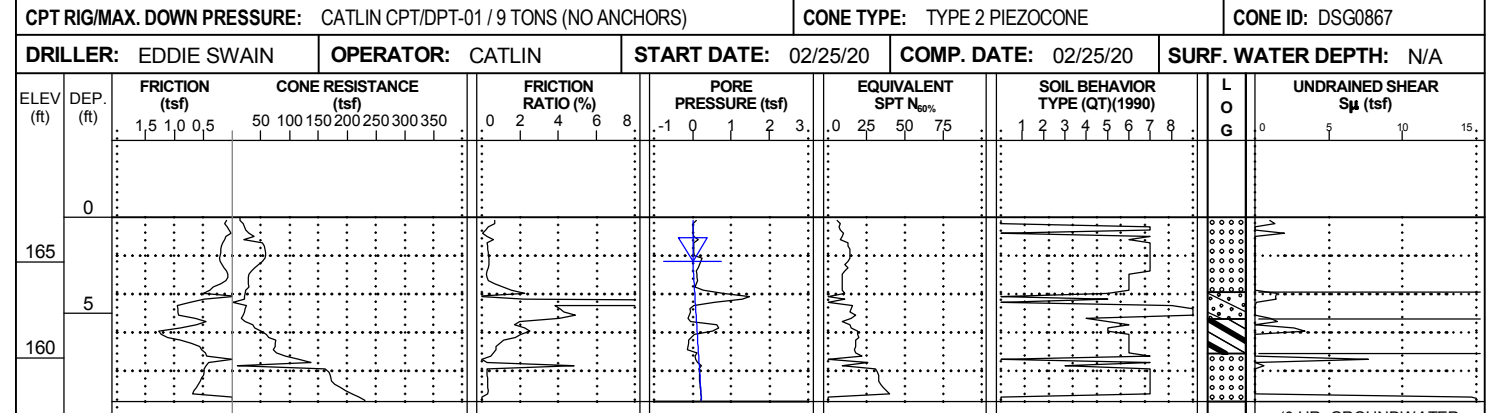 CPT RIG/MAX. DOWN PRESSURE: CATLIN CPT/DPT-01 / 9 TONS (NO ANCHORS) CONE TYPE: TYPE 2 PIEZOCONE CONE ID: DSG0867
DRILLER: EDDIE SWAIN OPERATOR: CATLIN START DATE: 02/25/20 COMP. DATE: 02/25/20 SURF. WATER DEPTH: N/A
ELEV (ft)
DEP. (ft)
FRICTION
(tsf)
1,5 1,0 0,5
CONE RESISTANCE
(tsf)
50 100 150 200 250 300 350
FRICTION
RATIO (%)
0 2 4 6 8
PORE
PRESSURE (tsf)
-1 0 1 2 3
EQUIVALENT
SPT N60%
0 25 50 75
SOIL BEHAVIOR
TYPE (QT)(1990)
1 2 3 4 5 6 7 8
L
O
G
UNDRAINED SHEAR
Sµ (tsf)
0 5 10 15
0
165
5
160